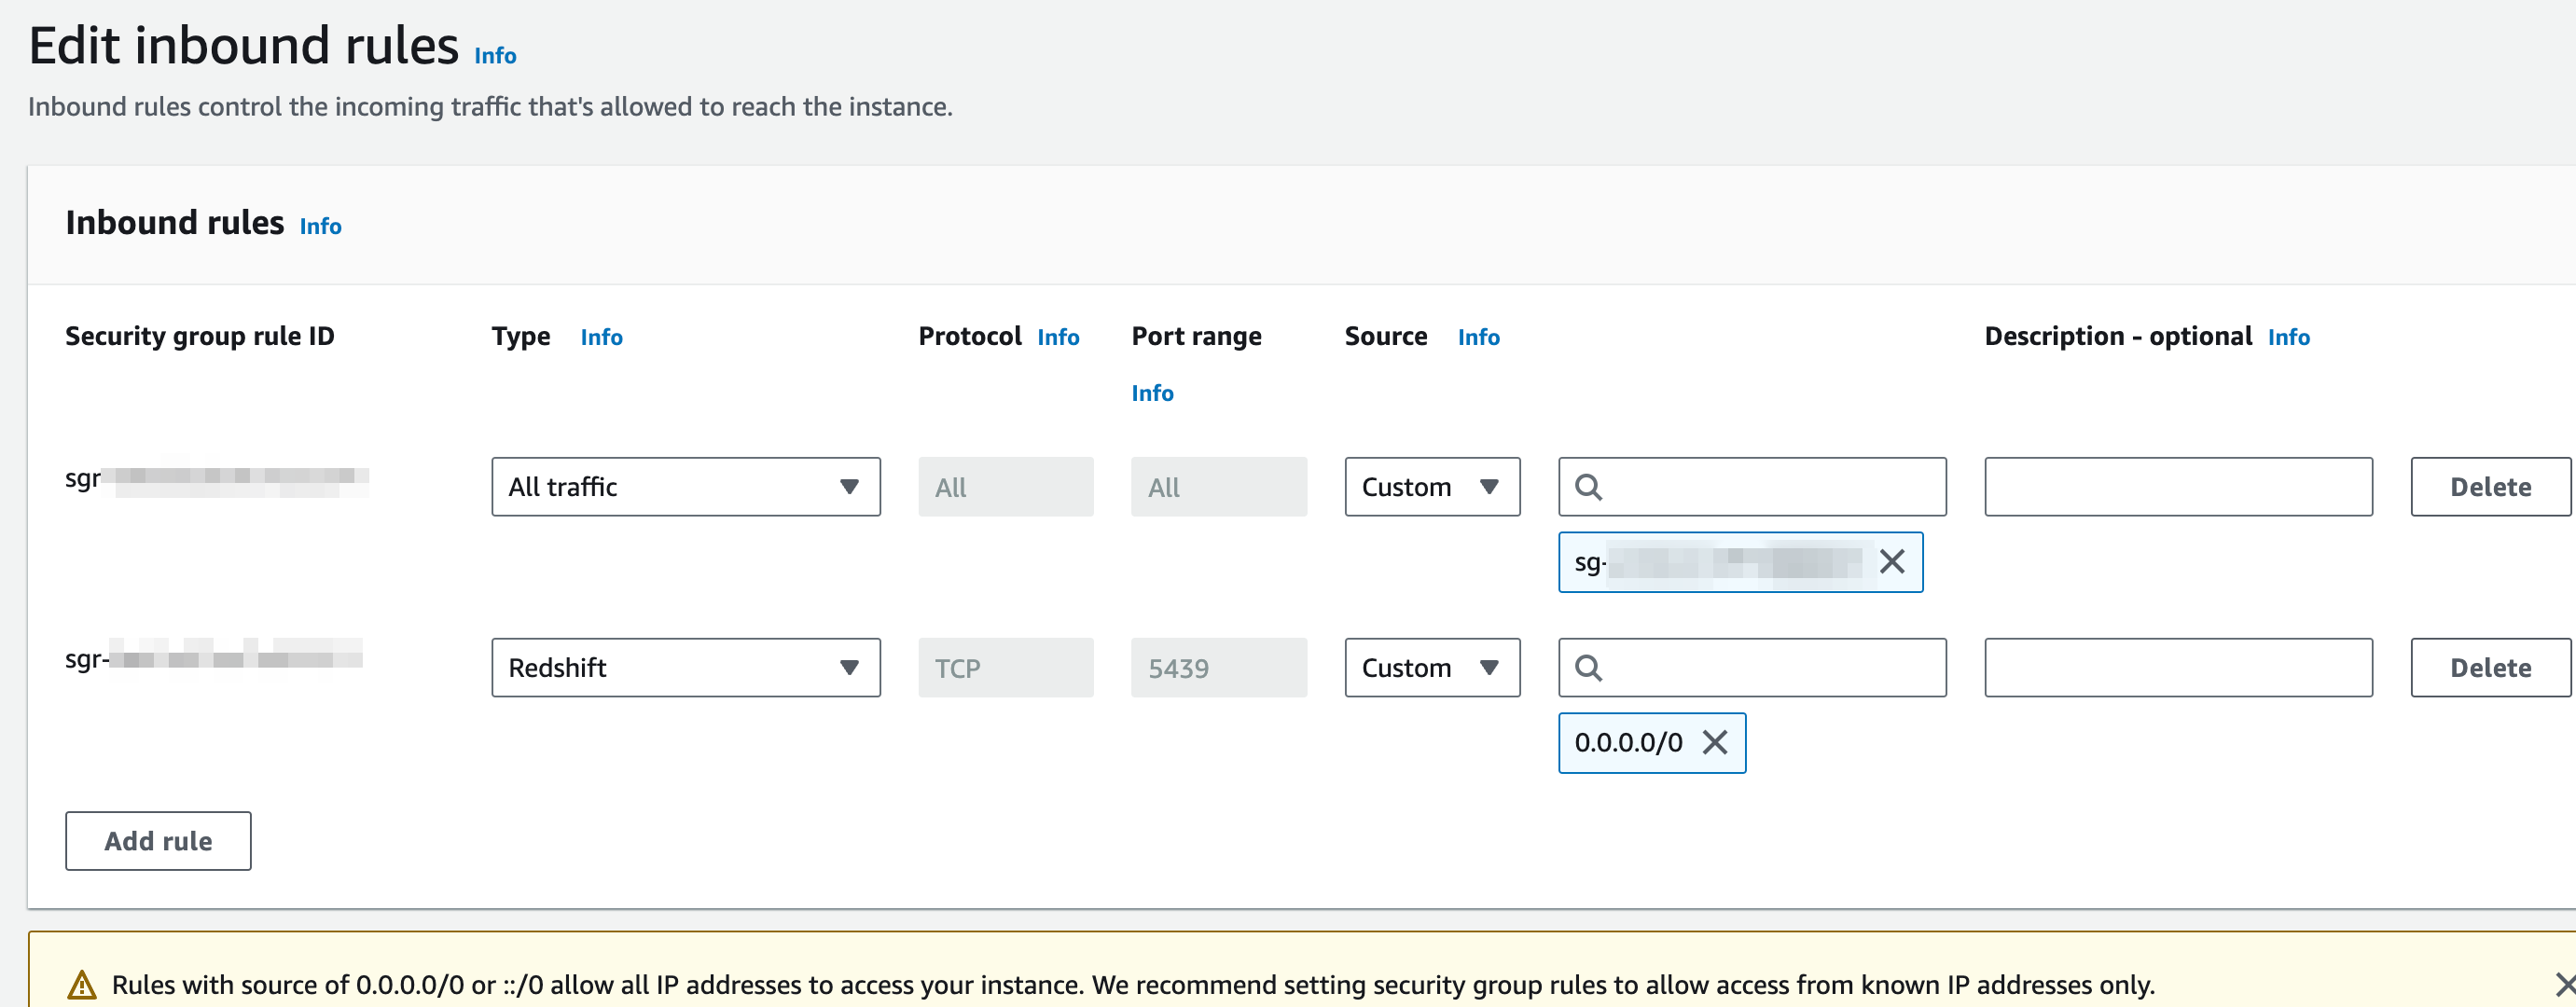 Edit inbound rules Info
Inbound rules control the incoming traffic that's allowed to reach the instance.
Inbound rules Info
Security group rule ID Type Info Protocol Info Port range Info Source Info Description - optional Info
sgr All traffic All All Custom Delete
sg-
sgr- Redshift TCP 5439 Custom Delete
0.0.0.0/0
Add rule
Rules with source of 0.0.0.0/0 or ::/0 allow all IP addresses to access your instance. We recommend setting security group rules to allow access from known IP addresses only.